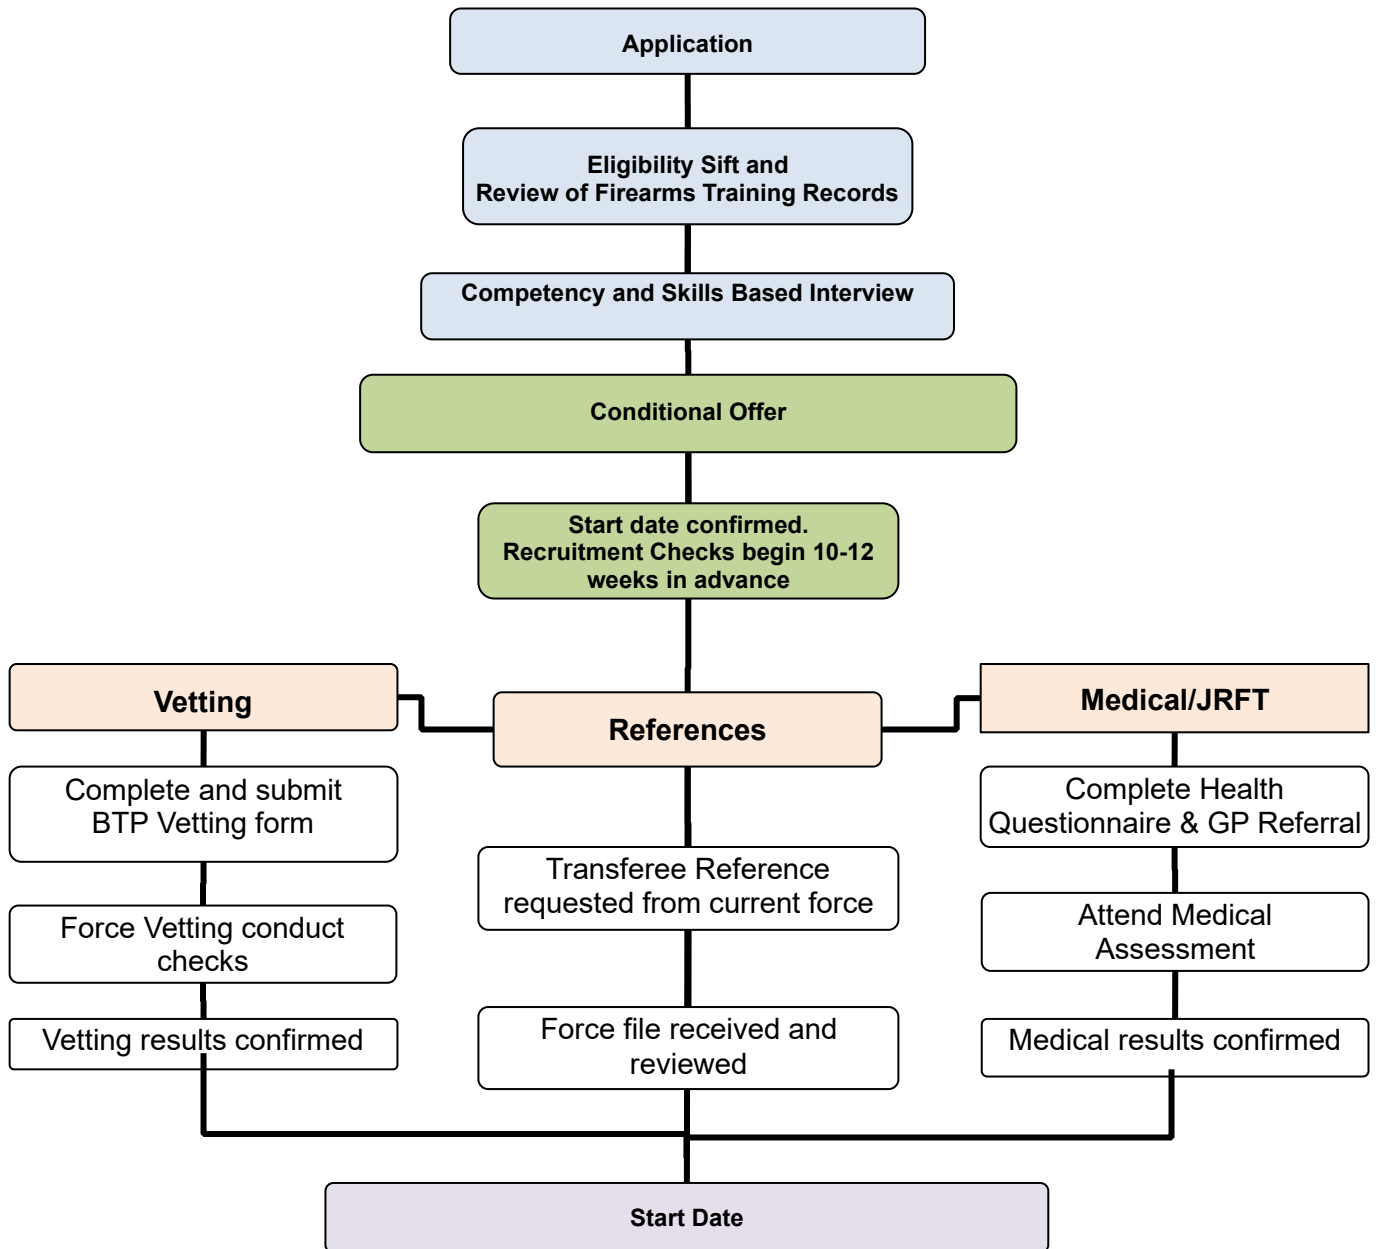 Application
Eligibility Sift and
Review of Firearms Training Records
Competency and Skills Based Interview
Conditional Offer
Start date confirmed.
Recruitment Checks begin 10-12
weeks in advance
Vetting
References
Medical/JRFT
Complete and submit
BTP Vetting form
Force Vetting conduct
checks
Vetting results confirmed
Transferee Reference
requested from current force
Force file received and
reviewed
Complete Health
Questionnaire & GP Referral
Attend Medical
Assessment
Medical results confirmed
Start Date